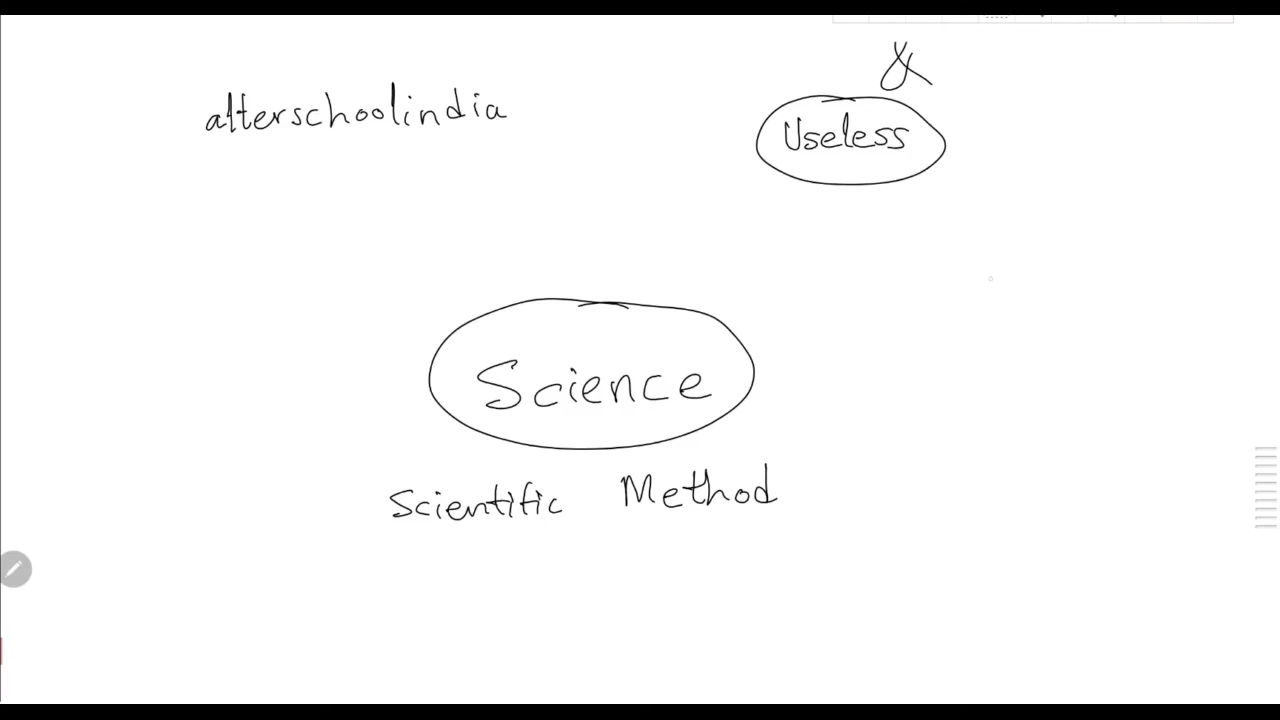 &
alterschoolindia
Useless
Science
Scientific Method